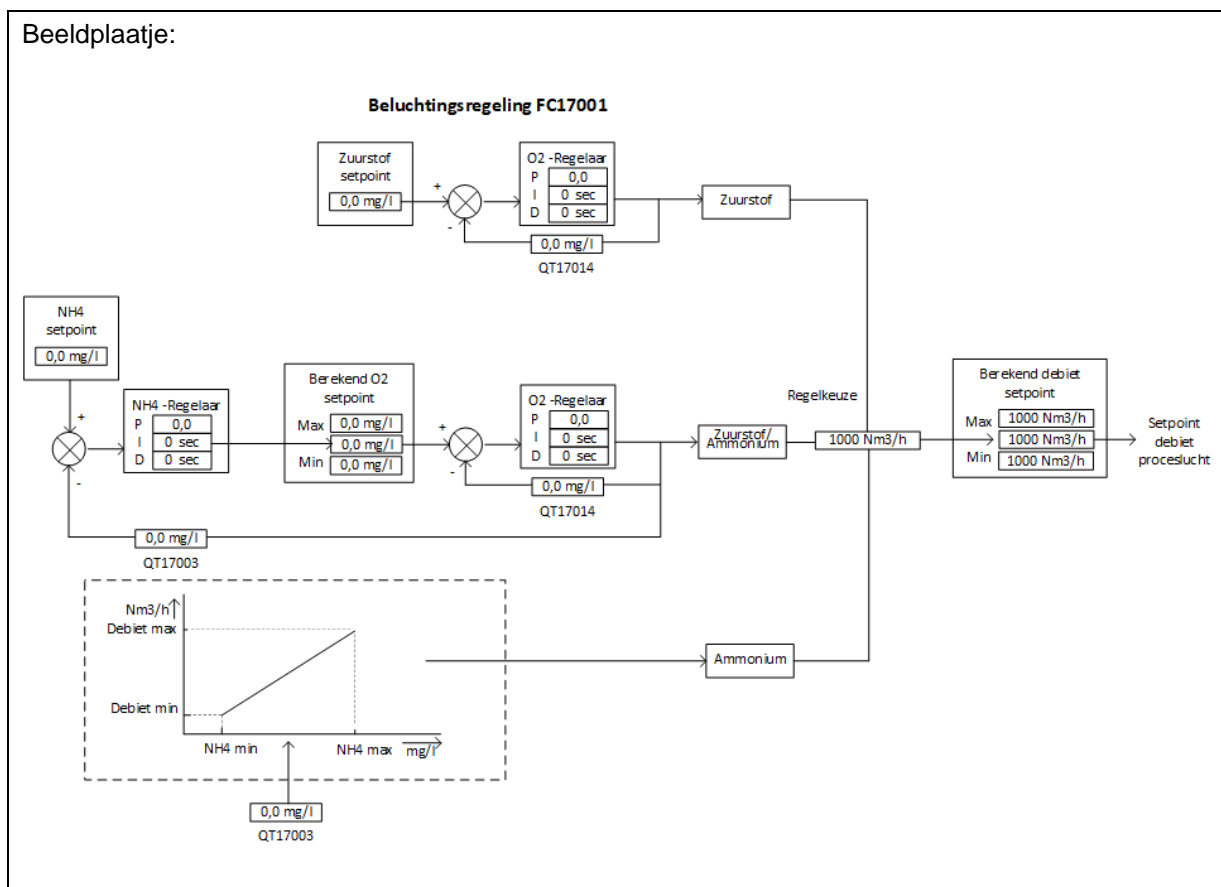 Beeldplaatje:
Beluchtingsregeling FC17001
Zuurstof
setpoint
0,0 mg/l
+
-
O2 -Regelaar
P 0,0
I 0 sec
D 0 sec
0,0 mg/l
QT17014
Zuurstof
NH4
setpoint
0,0 mg/l
+
-
NH4 -Regelaar
P 0,0
I 0 sec
D 0 sec
Berekend O2
setpoint
Max 0,0 mg/l
0,0 mg/l
Min 0,0 mg/l
+
-
O2 -Regelaar
P 0,0
I 0 sec
D 0 sec
0,0 mg/l
QT17014
0,0 mg/l
QT17003
Zuurstof/
Ammonium
Regelkeuze
1000 Nm3/h
Berekend debiet
setpoint
Max 1000 Nm3/h
1000 Nm3/h
Min 1000 Nm3/h
Setpoint
debiet
proceslucht
Nm3/h
Debiet max
Debiet min
NH4 min
NH4 max
mg/l
0,0 mg/l
QT17003
Ammonium